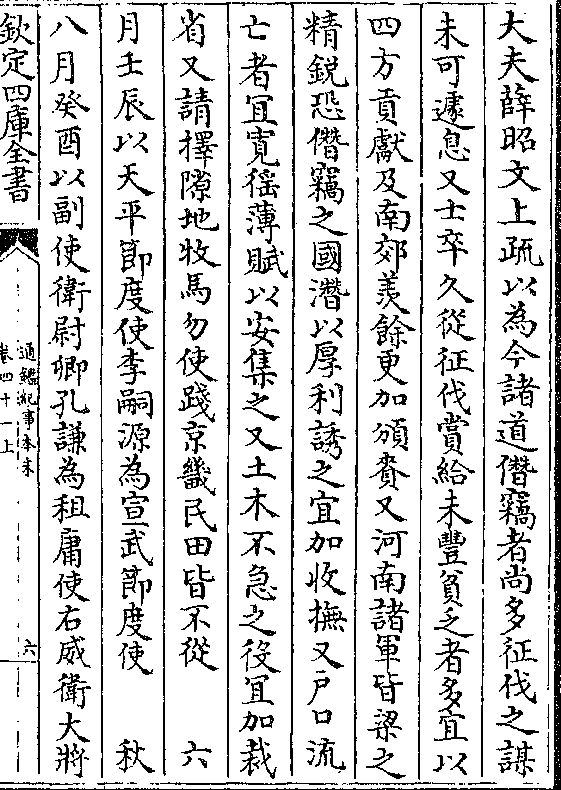 大夫薛昭文上疏以為今諸道僭竊者尚多征伐之謀
未可遽息又士卒久從征伐賞給未豐貧乏者多宜以
四方貢獻及南郊羨餘更加頒賚又河南諸軍皆梁之
精銳恐僭竊之國潛以厚利誘之宜加收撫又戸口流
亡者宜寛徭薄賦以安集之又土木不急之役宜加裁
省又請擇隙地牧馬勿使踐京畿民田皆不從　六
月壬辰以天平節度使李嗣源為宣武節度使　秋
八月癸酉以副使衛尉卿孔謙為租庸使右威衛大將
欽定四庫全書
通鑑紀事本末
卷四十一上
六